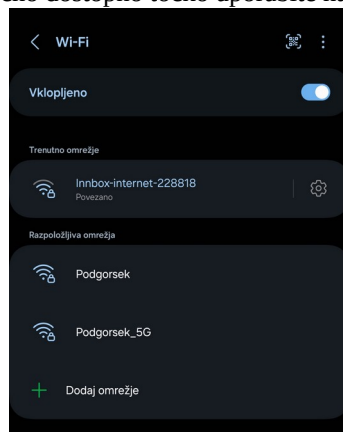 Wi-Fi
Vklopljeno
Trenutno omrežje
Innbox-internet-228818
Povezano
Razpoložljiva omrežja
Podgorsek
Podgorsek_5G
Dodaj omrežje